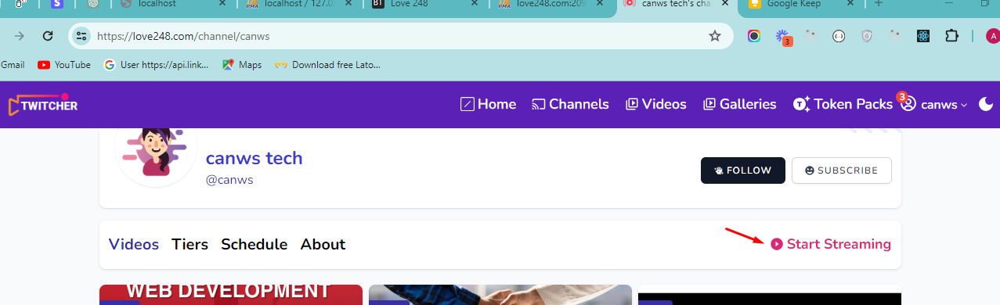 localhost
localhost / 127.0.
BT Love 248
love248.com:209
canws tech's cha
Google Keep
https://love248.com/channel/canws
3
A
Gmail
YouTube
User https://api.link...
Maps
Download free Lato...
TWITCHER
Home
Channels
Videos
Galleries
T Token Packs
3
canws
canws tech
@canws
FOLLOW
SUBSCRIBE
Videos Tiers Schedule About
Start Streaming
WEB DEVELOPMENT